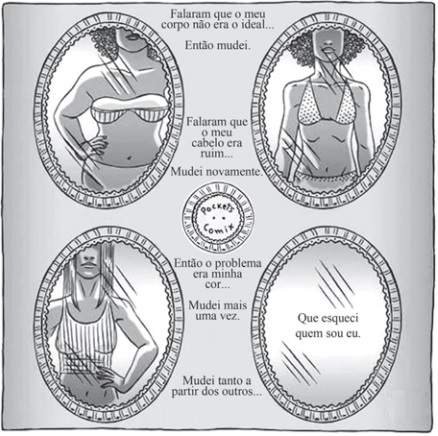 Falaram que o meu
corpo não era o ideal...
Então mudei.
Falaram que
o meu
cabelo era
ruim...
Mudei novamente.
Pockets
Comix
Então o problema
era minha
cor...
Mudei mais
uma vez.
Mudei tanto a
partir dos outros...
Que esqueci
quem sou eu.